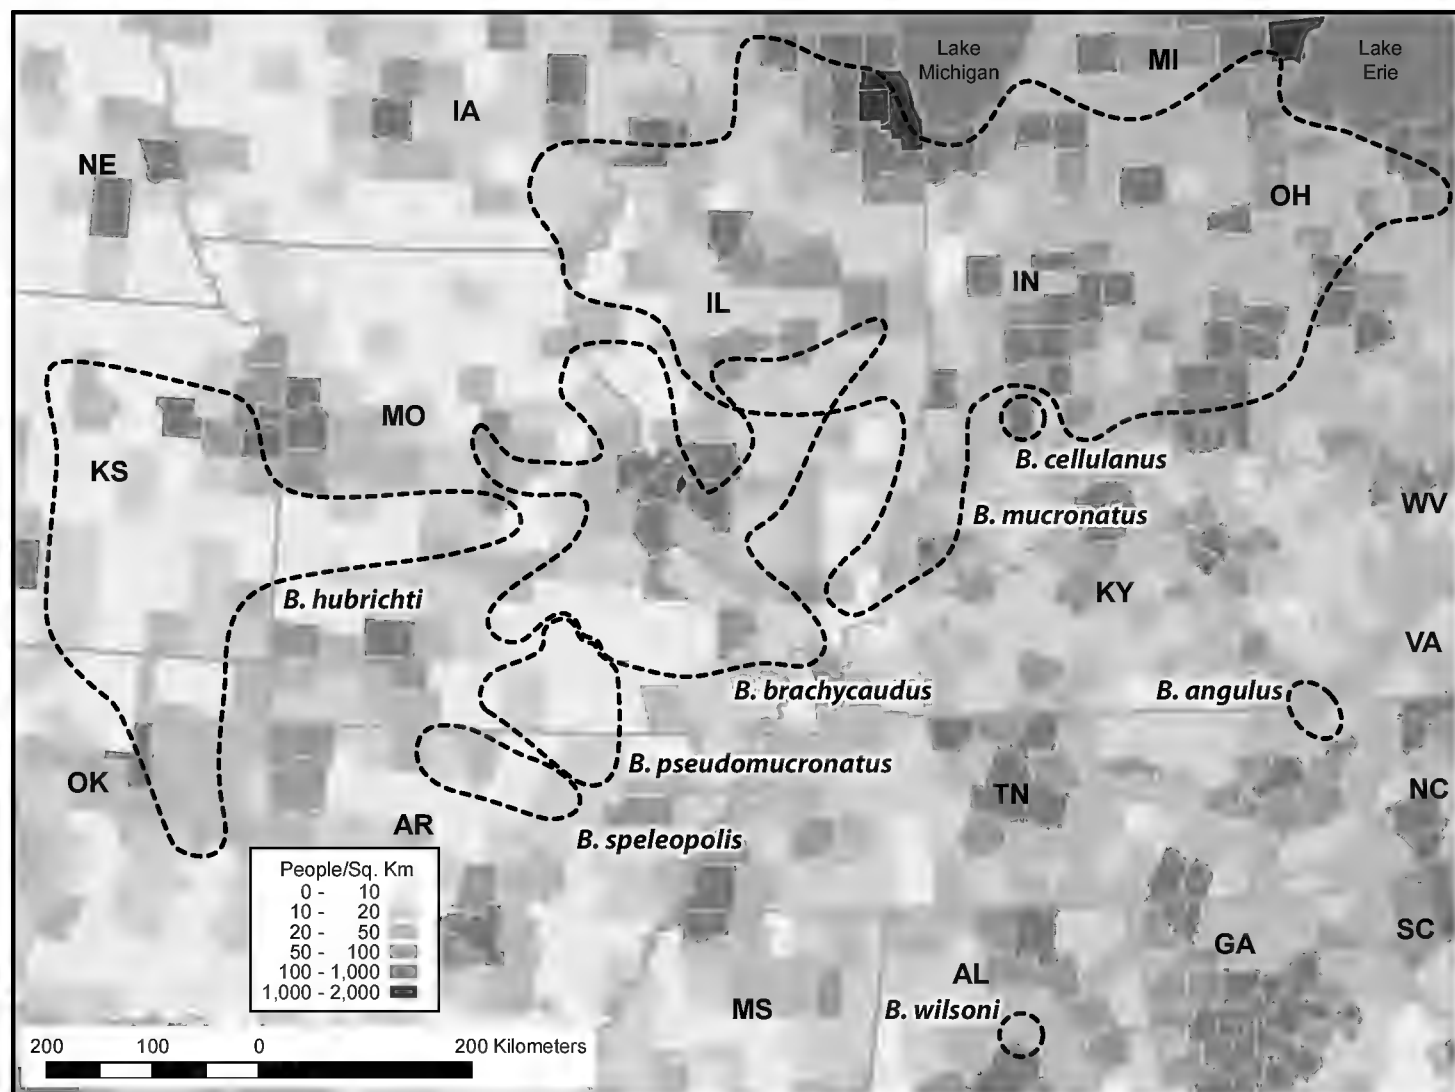 Lake
Michigan
MI
Lake
Erie
IA
NE
OH
IN
IL
MO
KS
B. cellulanus
WV
B. mucronatus
B. hubrichti
KY
VA
B. brachycaudus
B. angulus
B. pseudomucronatus
OK
TN
NC
AR
B. speleopolis
People/Sq. Km
0 - 10
10 - 20
20 - 50
50 - 100
100 - 1,000
1,000 - 2,000
SC
GA
AL
MS
B. wilsoni
200 100 0 200 Kilometers